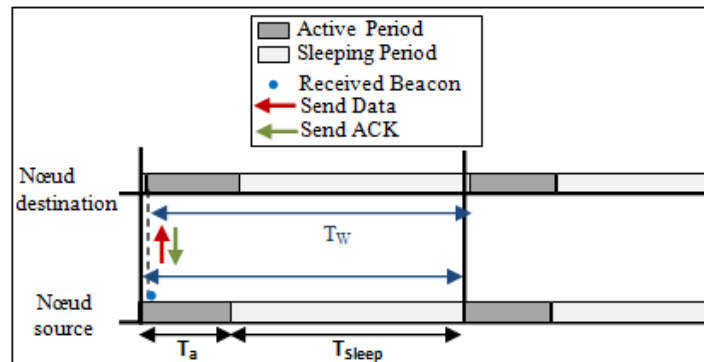 Active Period
Sleeping Period
Received Beacon
Send Data
Send ACK
Nœud
destination
TW
Nœud
source
Ta
TSleep